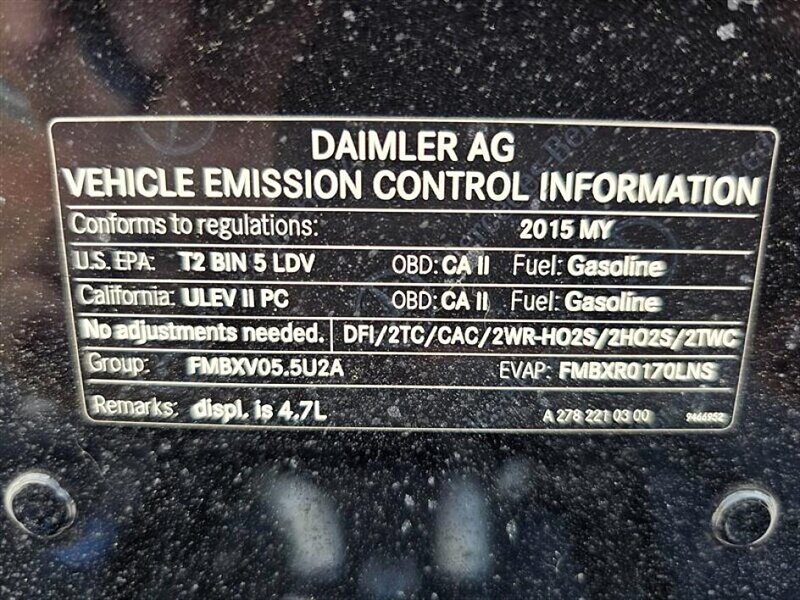 DAIMLER AG
VEHICLE EMISSION CONTROL INFORMATION
Conforms to regulations: 2015 MY
U.S. EPA: T2 BIN 5 LDV OBD: CA II Fuel: Gasoline
California: ULEV II PC OBD: CA II Fuel: Gasoline
No adjustments needed. DFI/2TC/CAC/2WR-HO2S/2HO2S/2TWC
Group: FMBXV05.5U2A EVAP: FMBXR0170LNS
Remarks: displ. is 4.7L A 278 221 03 00 9466952